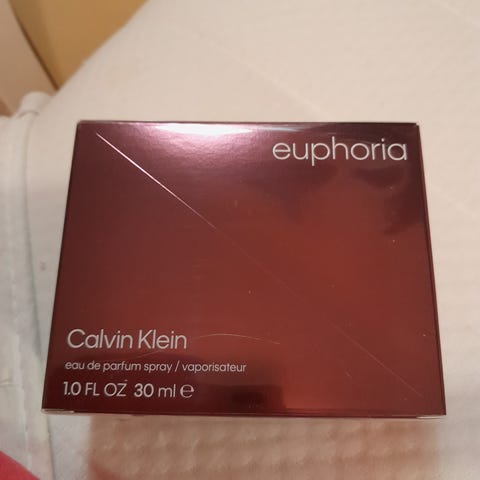 euphoria
Calvin Klein
eau de parfum spray / vaporisateur
1.0 FL OZ 30 ml ℮